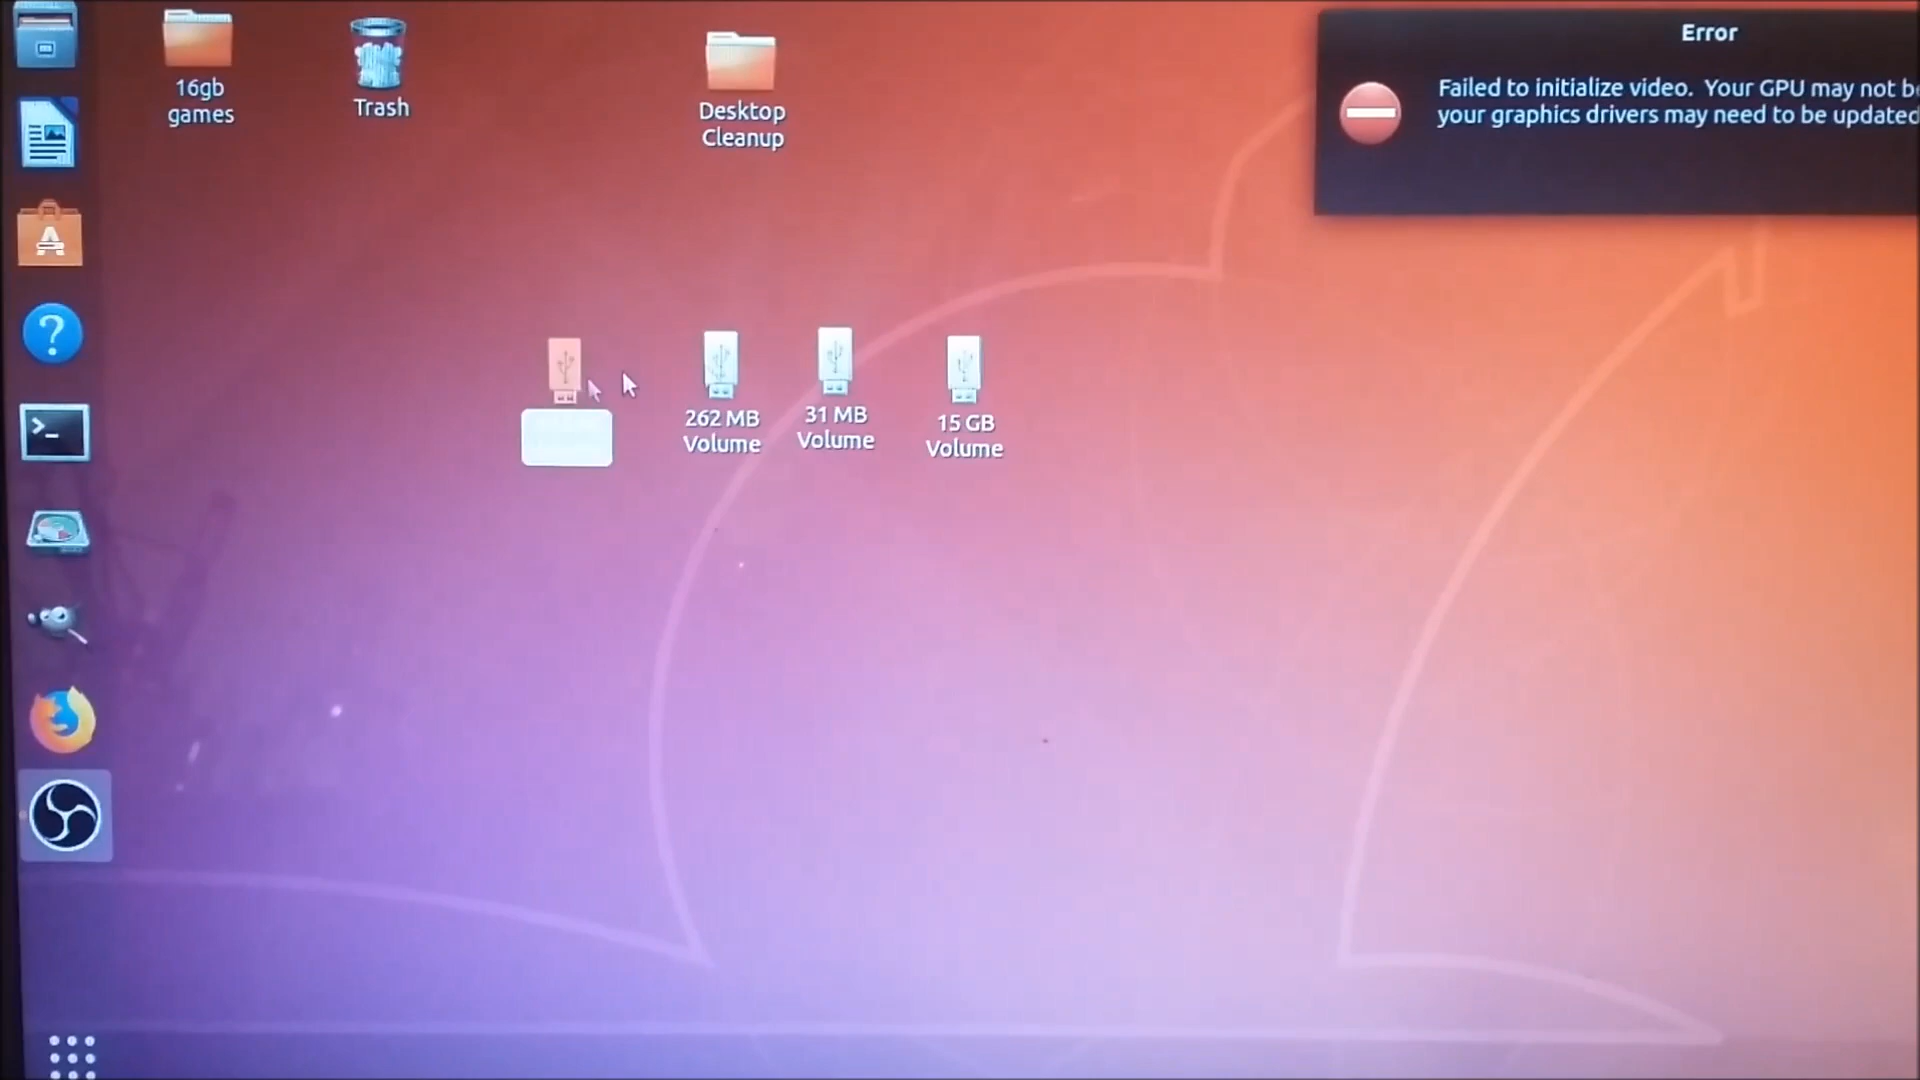 16gb
games
Trash
Desktop
Cleanup
Error
Failed to initialize video. Your GPU may not b
your graphics drivers may need to be updated
262 MB
Volume
31 MB
Volume
15 GB
Volume